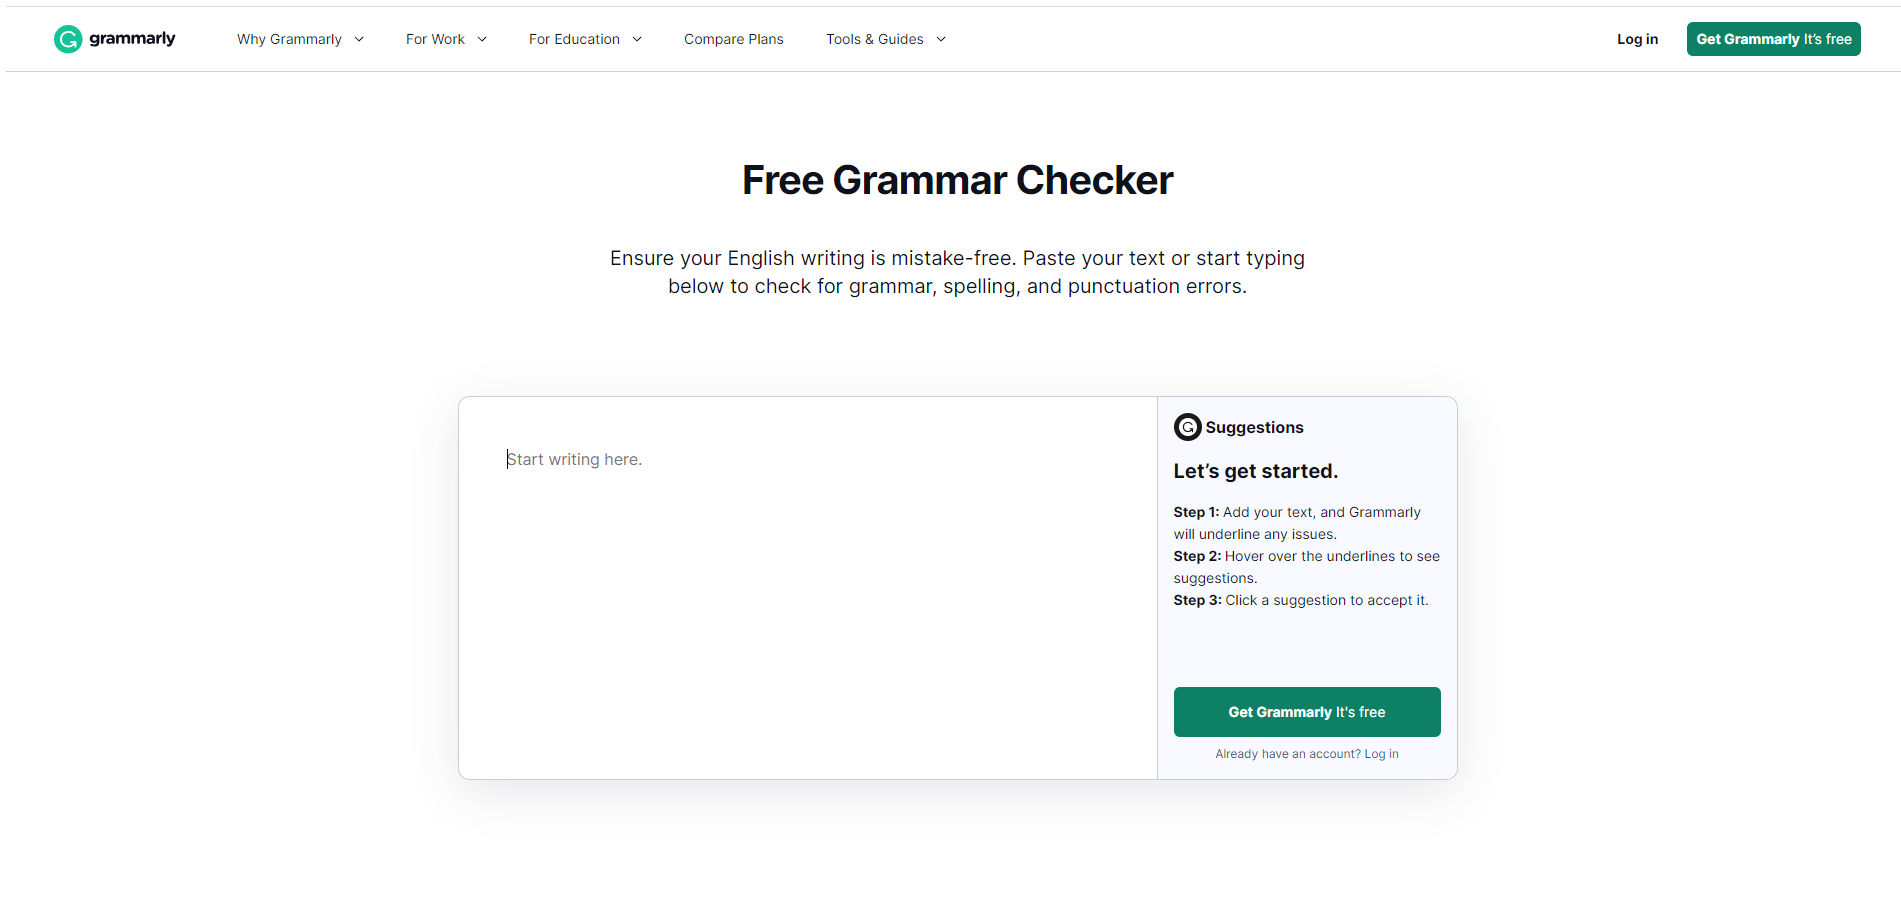 grammarly
Why Grammarly
For Work
For Education
Compare Plans
Tools & Guides
Log in
Get Grammarly It's free
Free Grammar Checker
Ensure your English writing is mistake-free. Paste your text or start typing
below to check for grammar, spelling, and punctuation errors.
Start writing here.
Suggestions
Let’s get started.
Step 1: Add your text, and Grammarly
will underline any issues.
Step 2: Hover over the underlines to see
suggestions.
Step 3: Click a suggestion to accept it.
Get Grammarly It's free
Already have an account? Log in